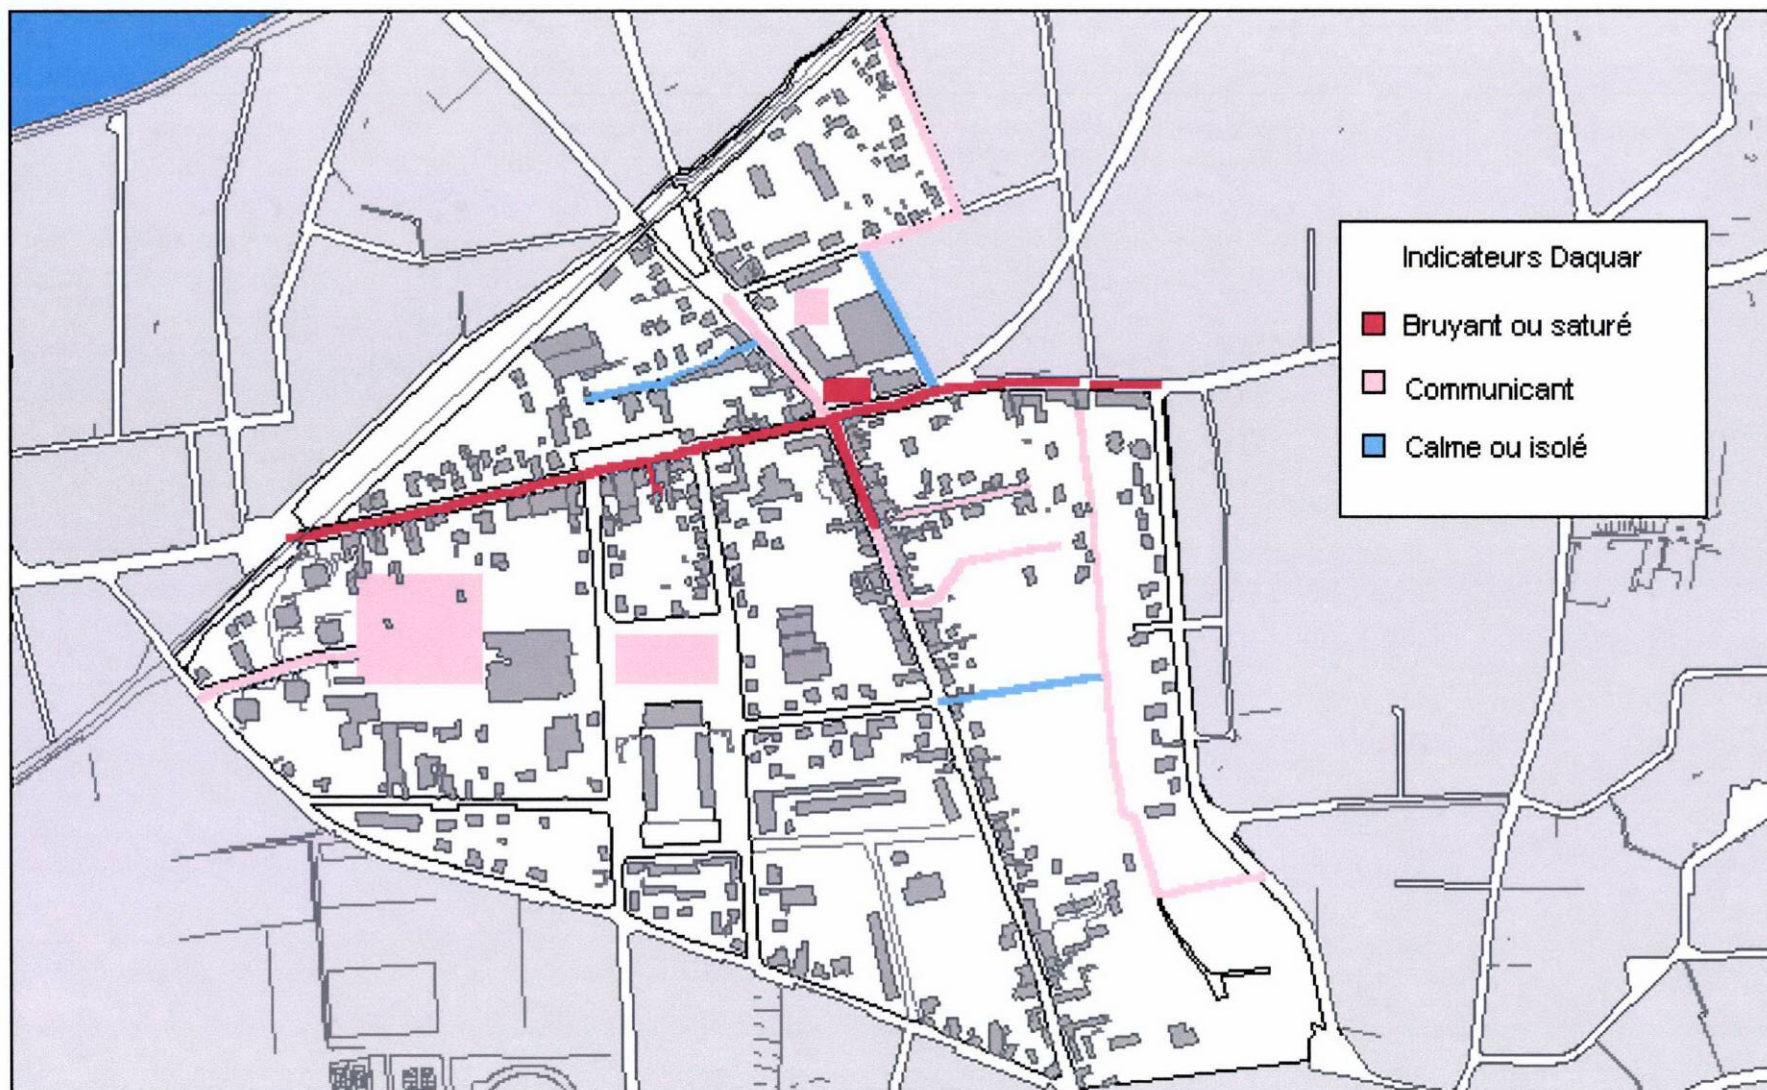 Indicateurs Daquar
Bruyant ou saturé
Communicant
Calme ou isolé